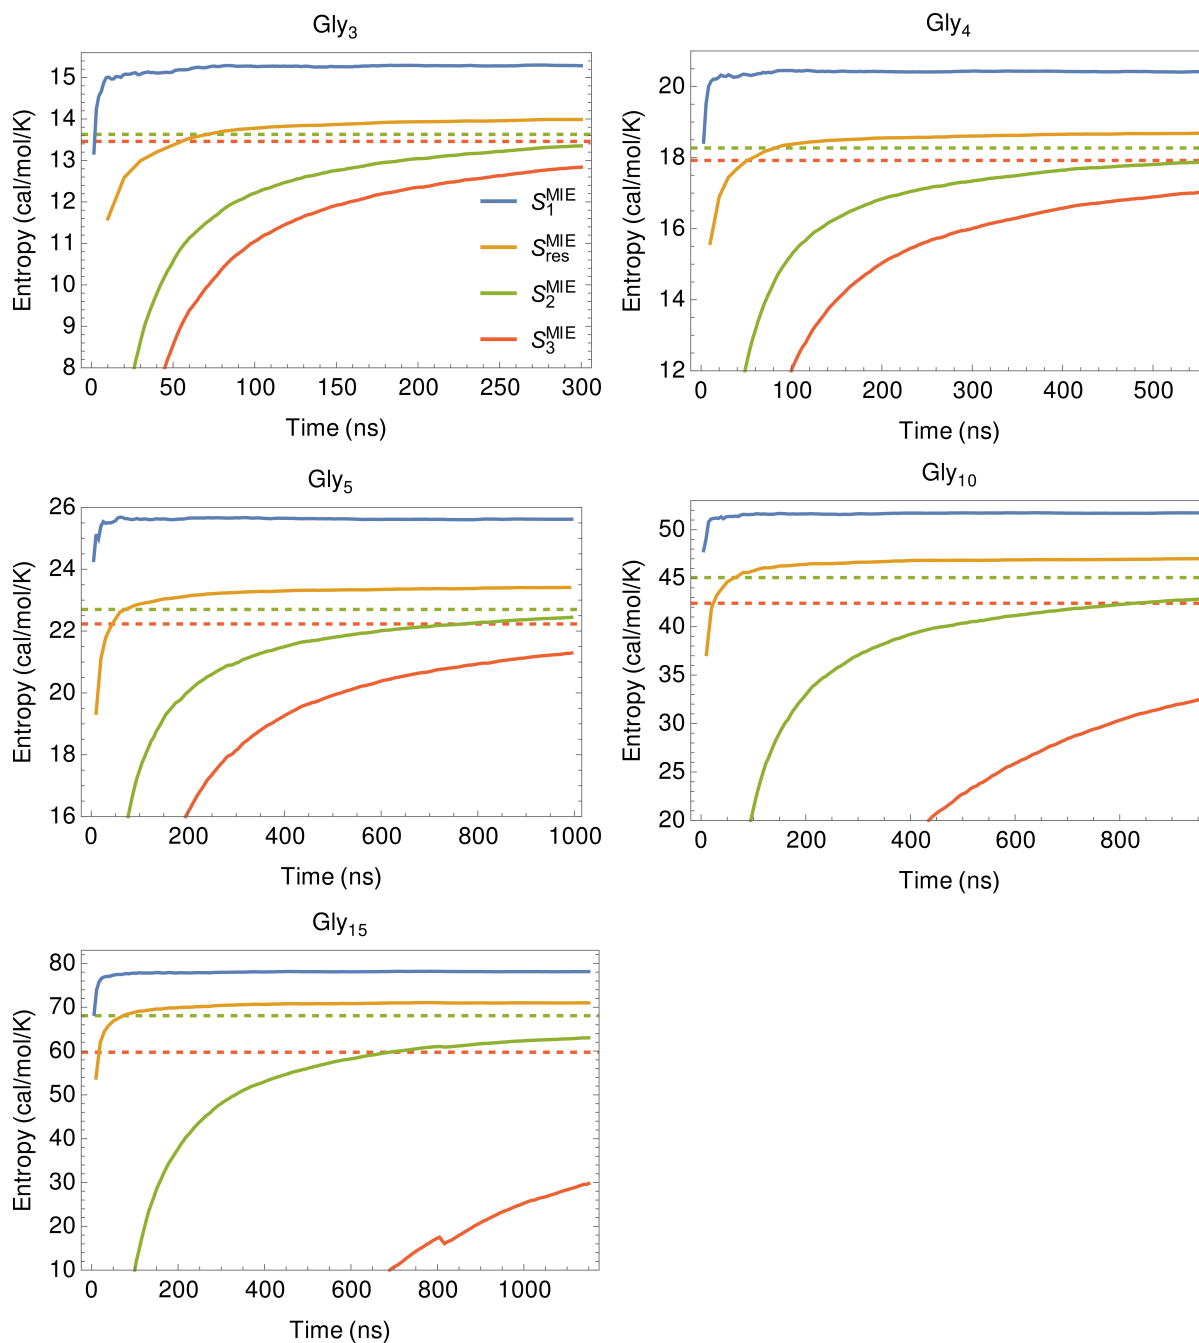 Gly3
Entropy (cal/mol/K)
15
14
13
12
11
10
9
8
0 50 100 150 200 250 300
Time (ns)
S1MIE
SresMIE
S2MIE
S3MIE
Gly4
Entropy (cal/mol/K)
20
18
16
14
12
0 100 200 300 400 500
Time (ns)
Gly5
Entropy (cal/mol/K)
26
24
22
20
18
16
0 200 400 600 800 1000
Time (ns)
Gly10
Entropy (cal/mol/K)
50
45
40
35
30
25
20
0 200 400 600 800
Time (ns)
Gly15
Entropy (cal/mol/K)
80
70
60
50
40
30
20
10
0 200 400 600 800 1000
Time (ns)